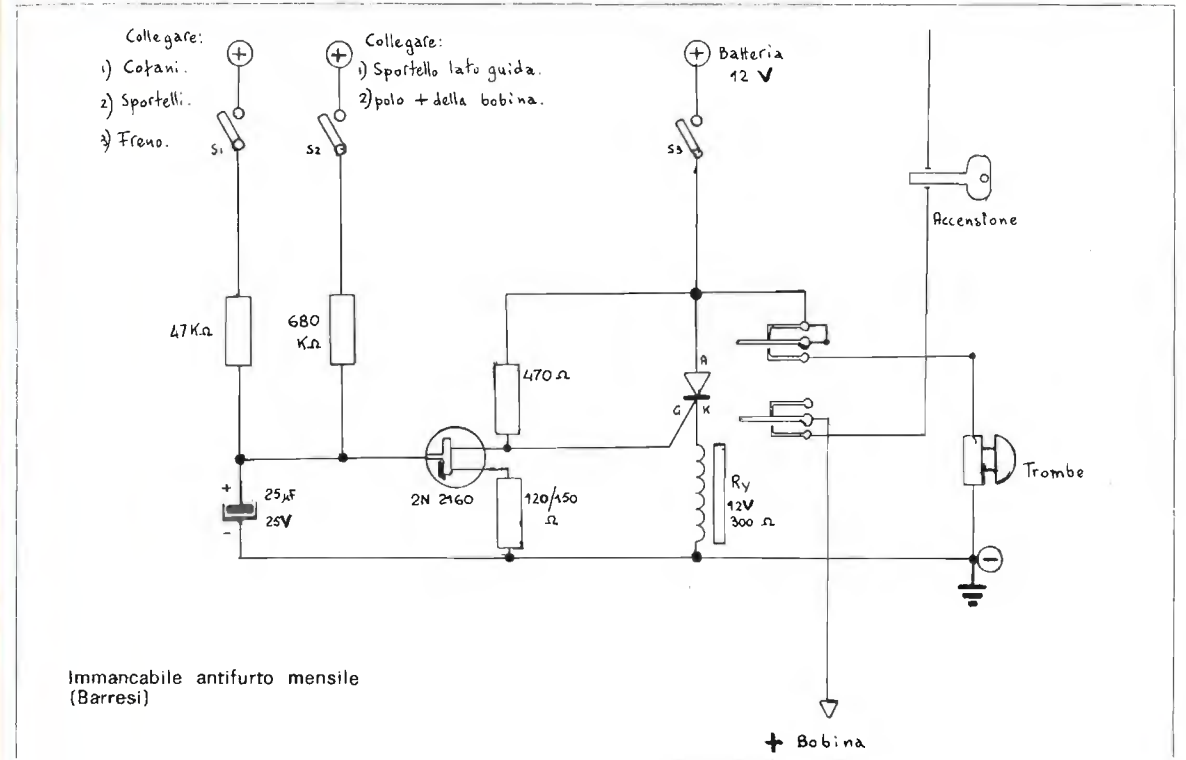 Collegare:
1) Cofani.
2) Sportelli.
3) Freno.
+
S1
+
Collegare:
1) Sportello lato guida.
2) polo + della bobina.
S2
+
Batteria
12 V
S3
Accensione
47KΩ
680
KΩ
470 Ω
A
G K
2N 2160
120/150
Ω
+
25µF
25V
-
Ry
12V
300 Ω
Trombe
-
+ Bobina
Immancabile antifurto mensile
(Barresi)